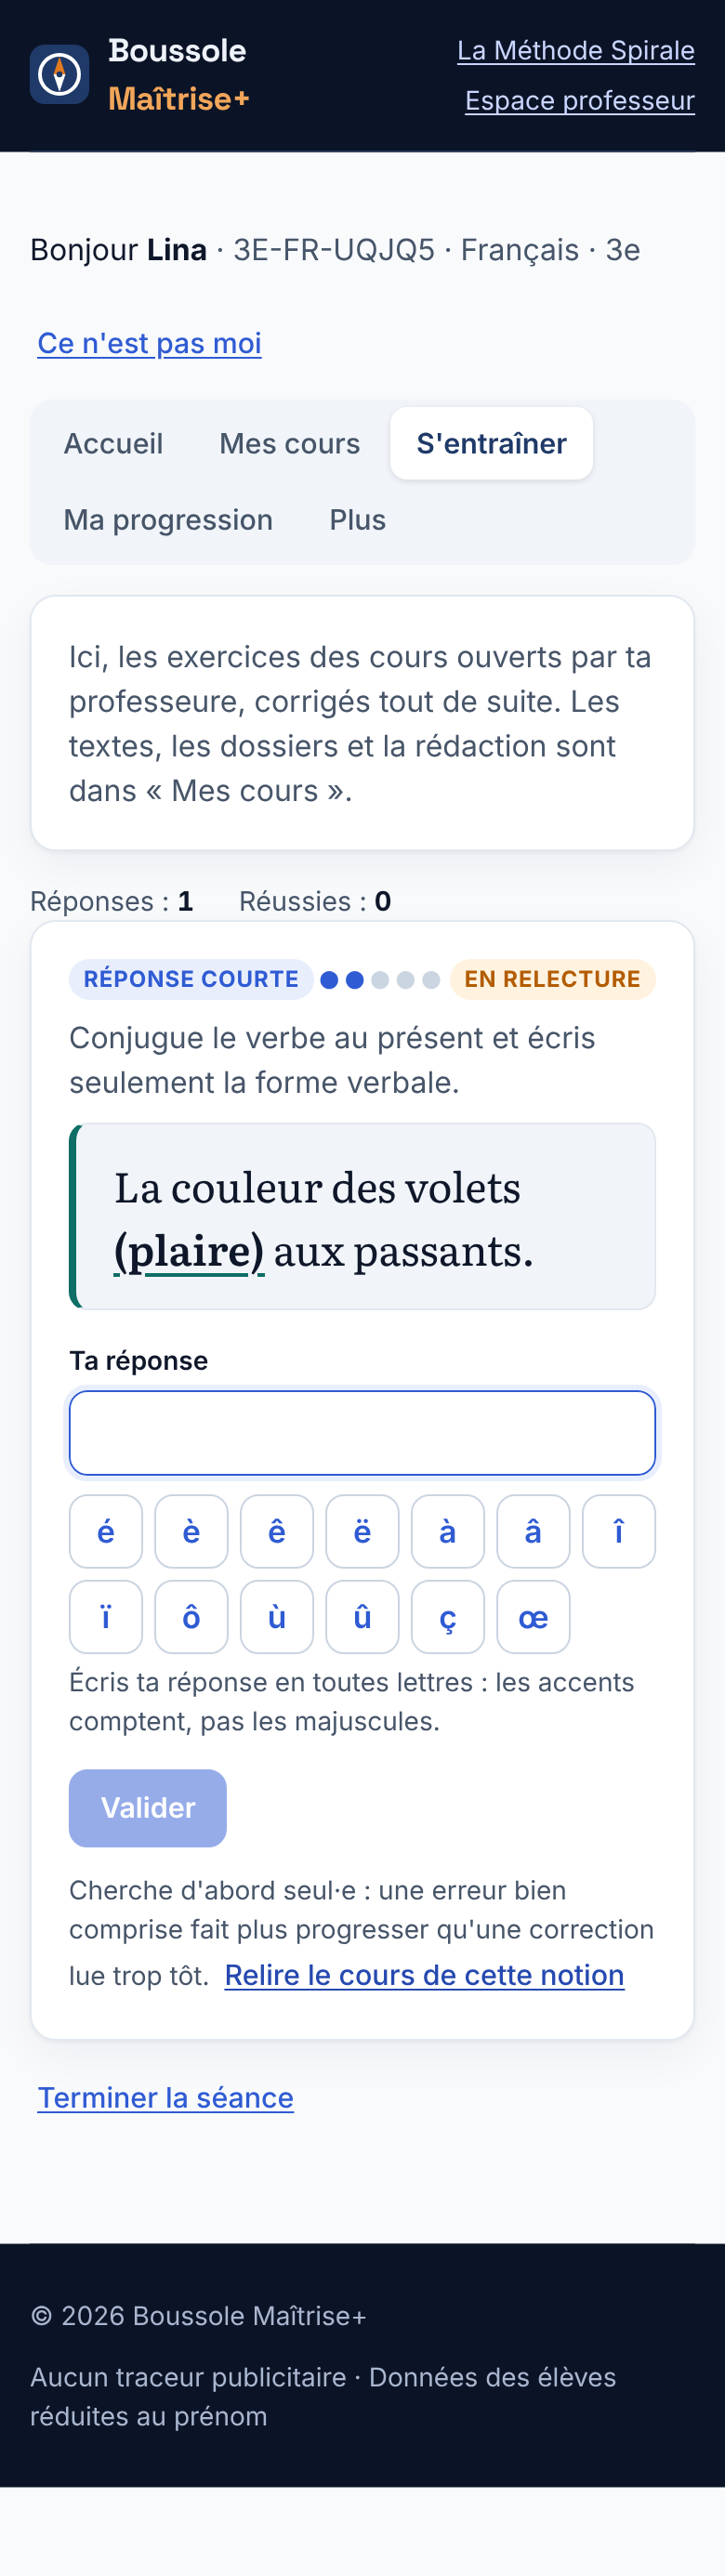 Boussole
Maîtrise+
La Méthode Spirale
Espace professeur
Bonjour Lina · 3E-FR-UQJQ5 · Français · 3e
Ce n'est pas moi
Accueil Mes cours S'entraîner
Ma progression Plus
Ici, les exercices des cours ouverts par ta
professeure, corrigés tout de suite. Les
textes, les dossiers et la rédaction sont
dans « Mes cours ».
Réponses : 1 Réussies : 0
RÉPONSE COURTE EN RELECTURE
Conjugue le verbe au présent et écris
seulement la forme verbale.
La couleur des volets
(plaire) aux passants.
Ta réponse
é è ê ë à â î
ï ô ù û ç œ
Écris ta réponse en toutes lettres : les accents
comptent, pas les majuscules.
Valider
Cherche d'abord seul·e : une erreur bien
comprise fait plus progresser qu'une correction
lue trop tôt. Relire le cours de cette notion
Terminer la séance
© 2026 Boussole Maîtrise+
Aucun traceur publicitaire · Données des élèves
réduites au prénom